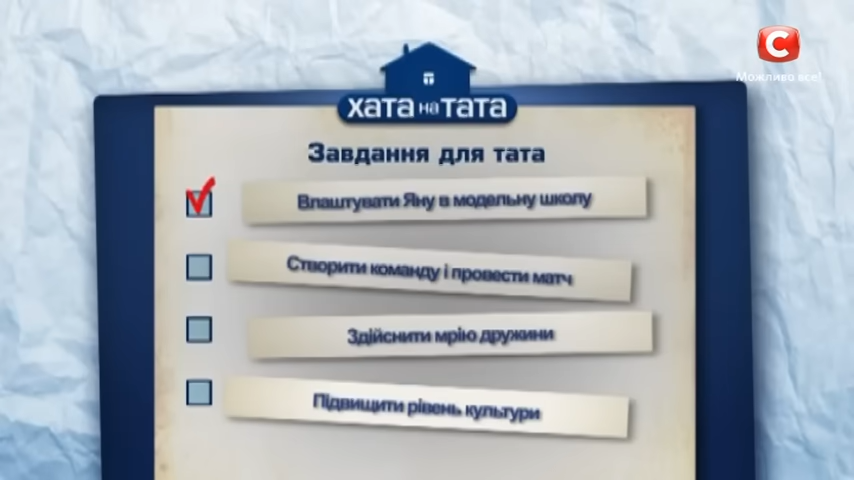 С
Можливо все!
ХАТА на ТАТА
Завдання для тата
Влаштувати Яну в модельну школу
Створити команду і провести матч
Здійснити мрію дружини
Підвищити рівень культури